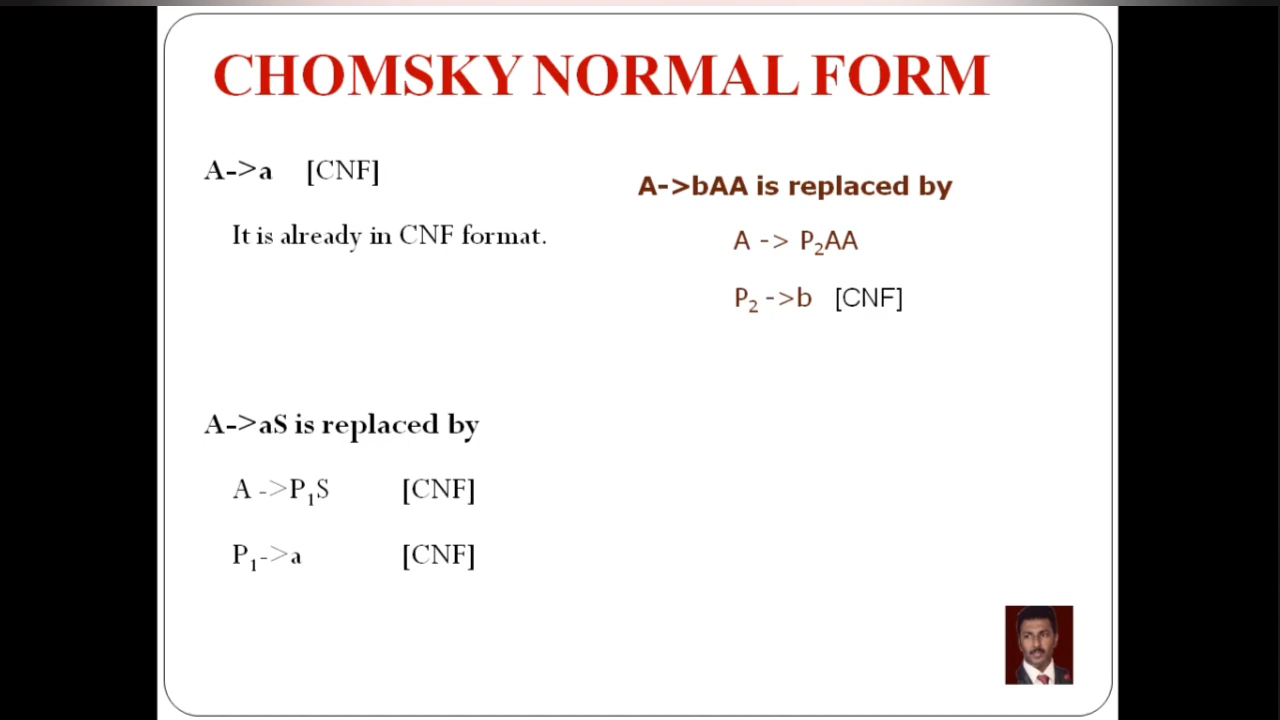 CHOMSKY NORMAL FORM
A->a [CNF]
It is already in CNF format.
A->aS is replaced by
A ->P₁S [CNF]
P₁->a [CNF]
A->bAA is replaced by
A -> P₂AA
P₂ ->b [CNF]